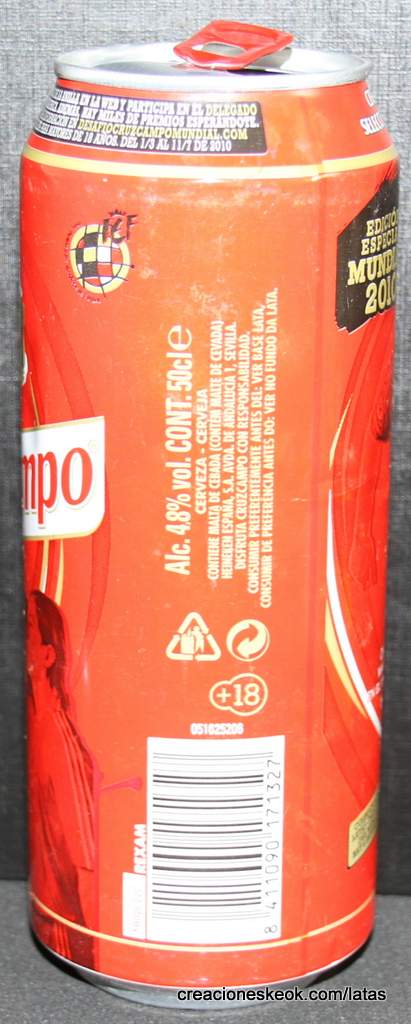 EN LA WEB Y PARTICIPA EN EL DELEGADO
HAY MILES DE PREMIOS ESPERÁNDOTE.
EN DESAFIOCRUZCAMPOMUNDIAL.COM
DE 18 AÑOS. DEL 1/3 AL 11/7 DE 2010
EDICIÓN
ESPECIAL
2010
mpo
Alc. 4,8% vol. CONT. 50cl e
CERVEZA - CERVEJA
CONTIENE MALTA DE CEBADA (CONTÉM MALTE DE CEVADA)
HEINEKEN ESPAÑA, S.A. AVDA. DE ANDALUCIA 1, SEVILLA.
DISFRUTA CRUZCAMPO CON RESPONSABILIDAD.
CONSUMIR PREFERENTEMENTE ANTES DEL: VER BASE LATA.
CONSUMIR DE PREFERENCIA ANTES DO: VER NO FUNDO DA LATA.
+18
051625208
REXAM
8 411090 171327
creacioneskeok.com/latas